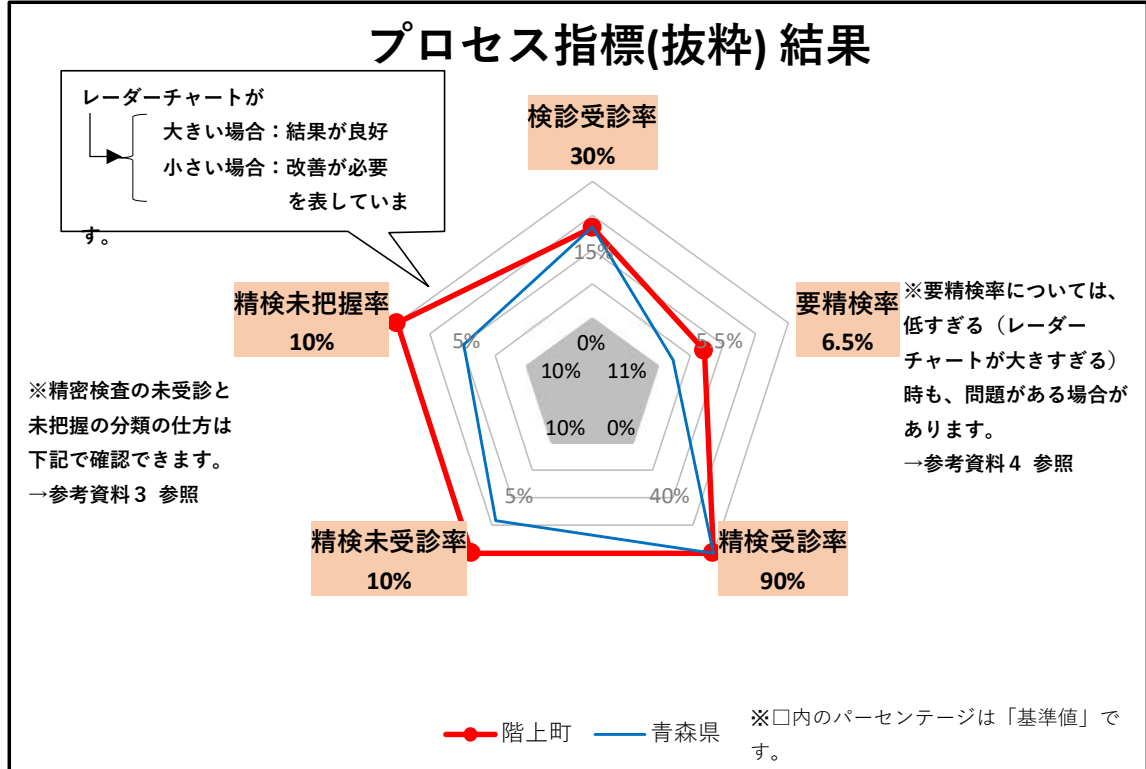 プロセス指標(抜粋) 結果
レーダーチャートが
大きい場合：結果が良好
小さい場合：改善が必要
を表していま
す。
検診受診率
30%
精検未把握率
10%
要精検率
6.5%
※要精検率については、
低すぎる（レーダー
チャートが大きすぎる）
時も、問題がある場合が
あります。
→参考資料４ 参照
※精密検査の未受診と
未把握の分類の仕方は
下記で確認できます。
→参考資料３ 参照
15%
5%
5.5%
0%
10%
11%
10%
0%
5%
40%
精検未受診率
10%
精検受診率
90%
階上町
青森県
※□内のパーセンテージは「基準値」で
す。